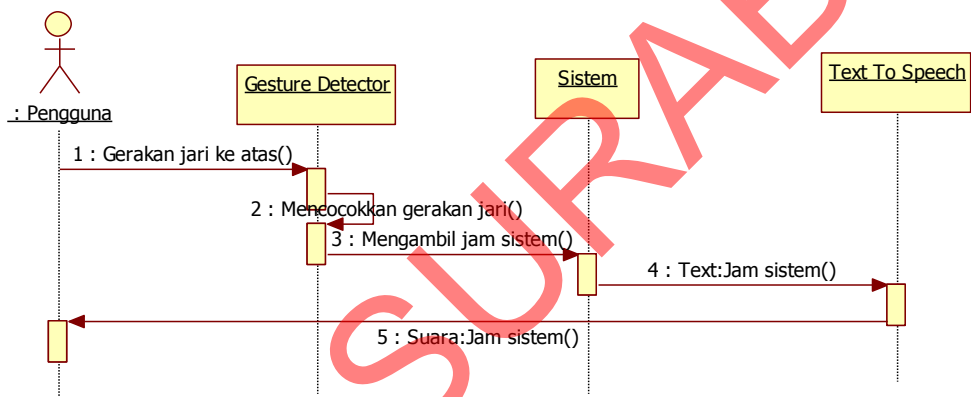 : Pengguna
Gesture Detector
Sistem
Text To Speech
1 : Gerakan jari ke atas()
2 : Mencocokkan gerakan jari()
3 : Mengambil jam sistem()
4 : Text:Jam sistem()
5 : Suara:Jam sistem()
SURAB